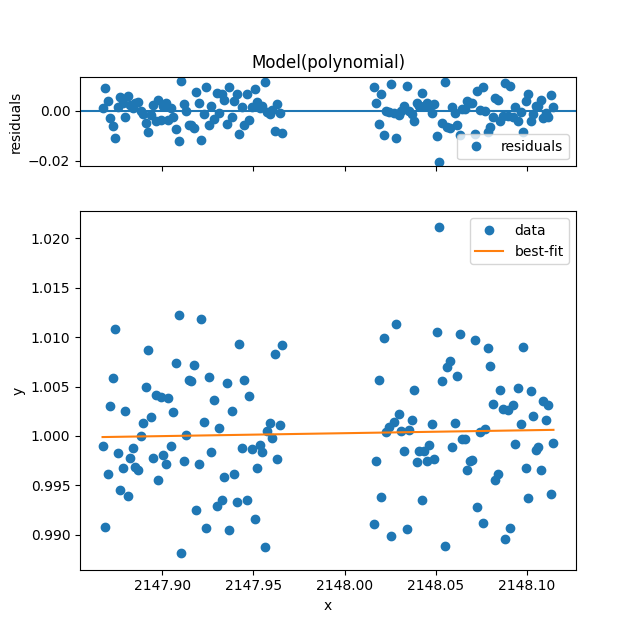 Model(polynomial)
residuals
0.00
−0.02
residuals
y
1.020
1.015
1.010
1.005
1.000
0.995
0.990
data
best-fit
2147.90
2147.95
2148.00
2148.05
2148.10
x